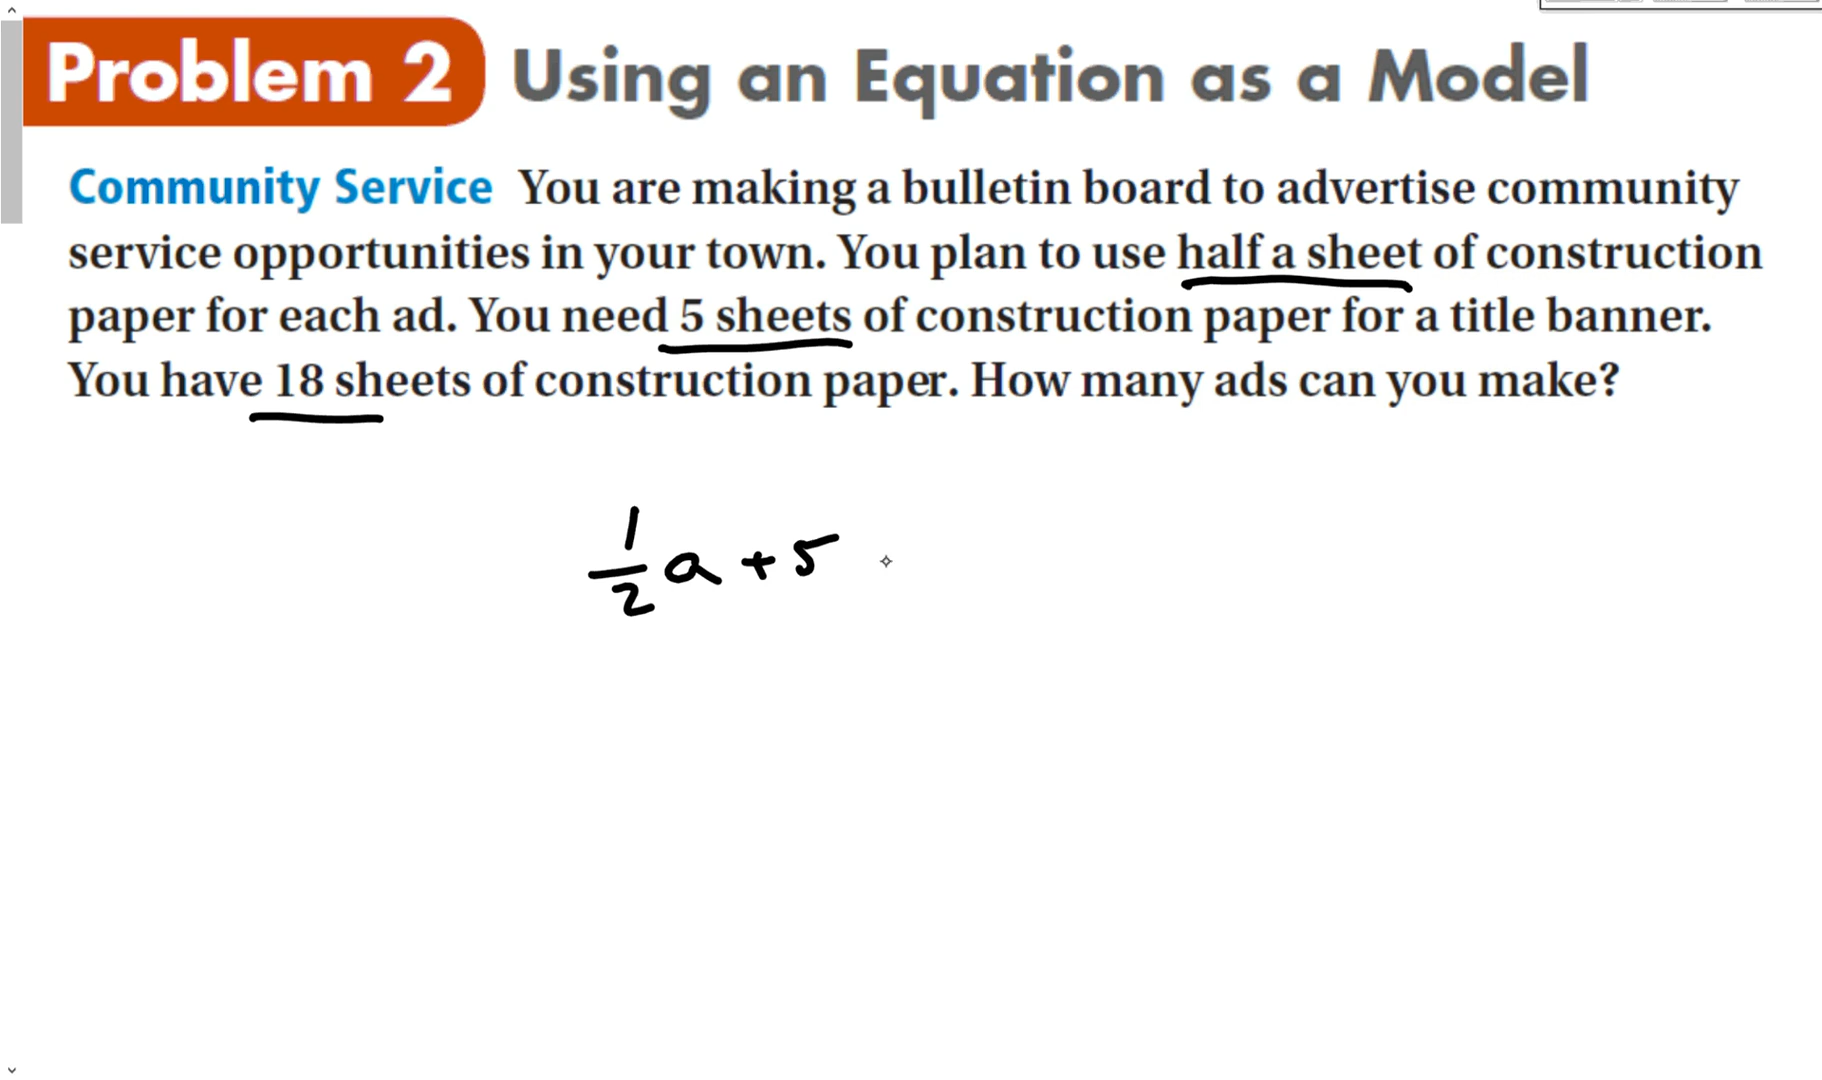 Problem 2 Using an Equation as a Model
Community Service You are making a bulletin board to advertise community
service opportunities in your town. You plan to use half a sheet of construction
paper for each ad. You need 5 sheets of construction paper for a title banner.
You have 18 sheets of construction paper. How many ads can you make?
1/2 a + 5